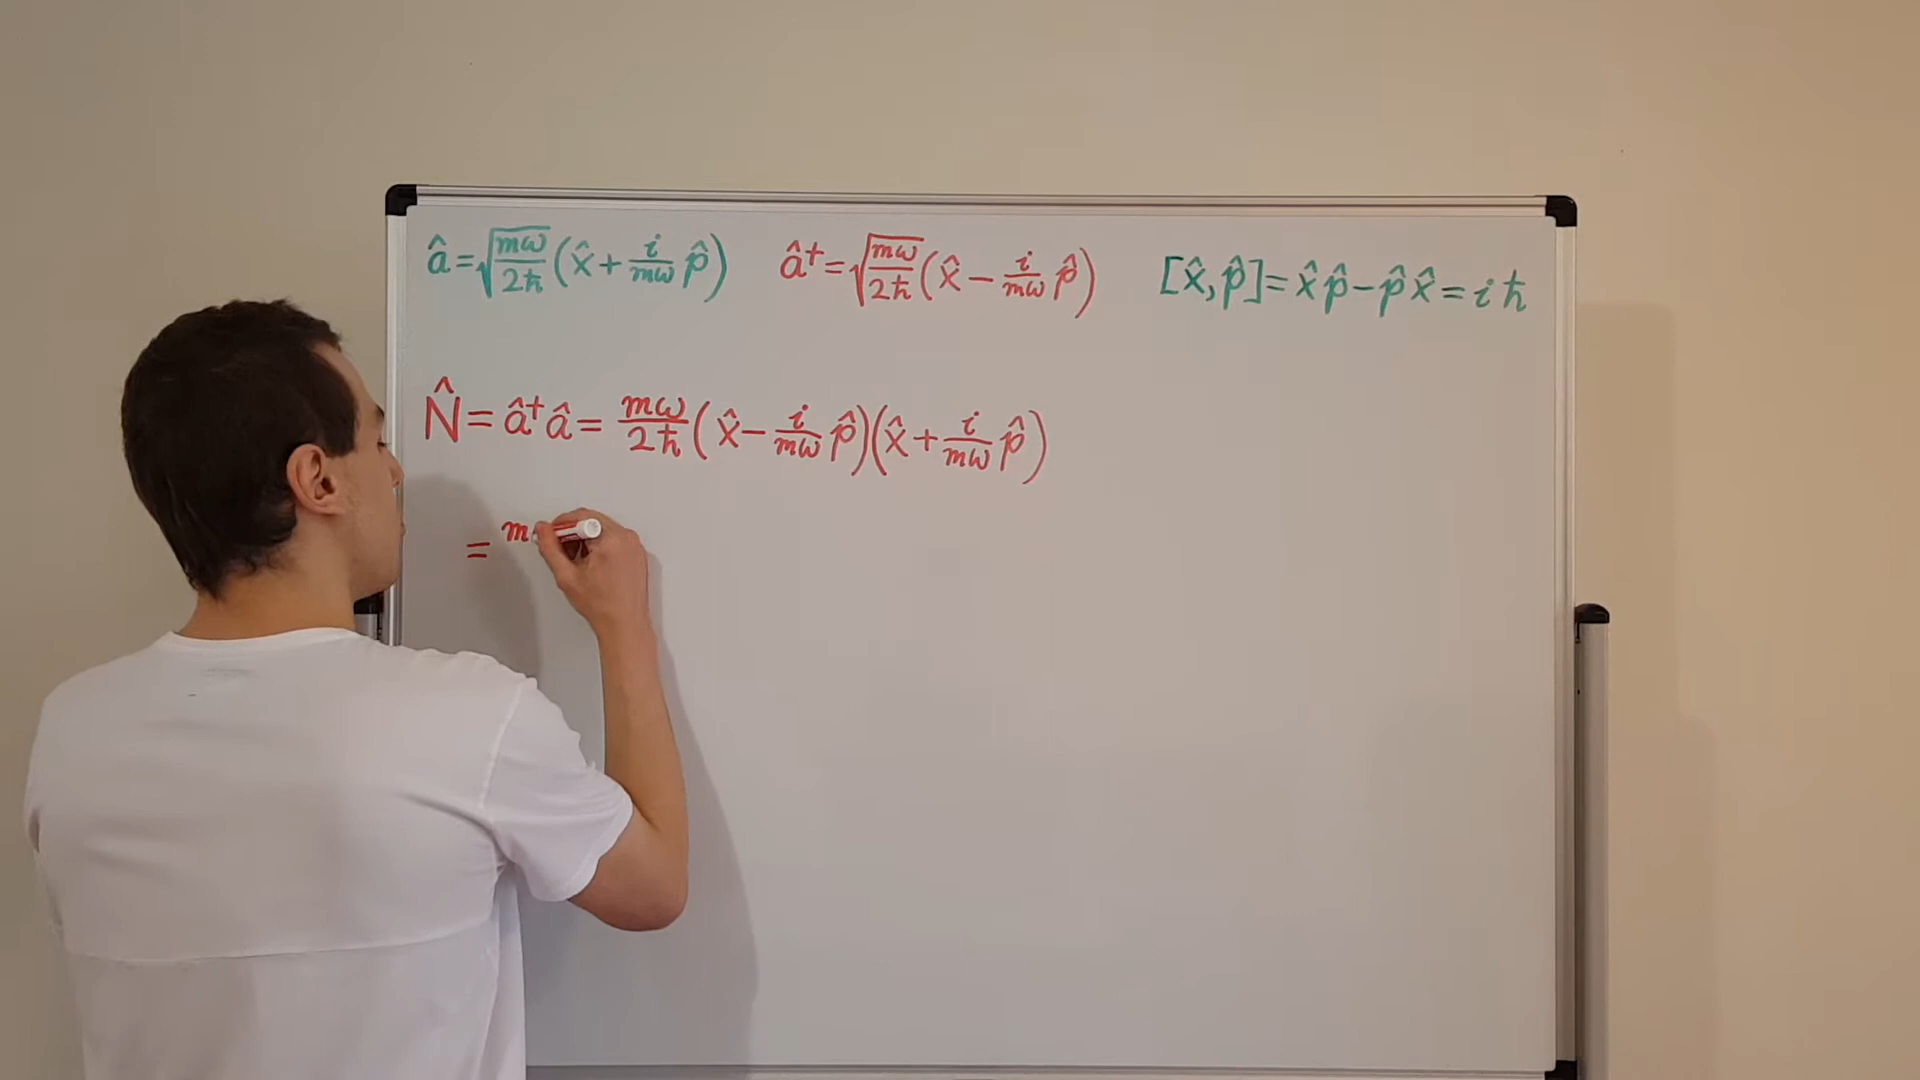 â = √(mω/2ħ) (x̂ + i/mω p̂) â† = √(mω/2ħ) (x̂ − i/mω p̂) [x̂, p̂] = x̂p̂ − p̂x̂ = iħ
N̂ = â†â = mω/2ħ (x̂ − i/mω p̂)(x̂ + i/mω p̂)
= m